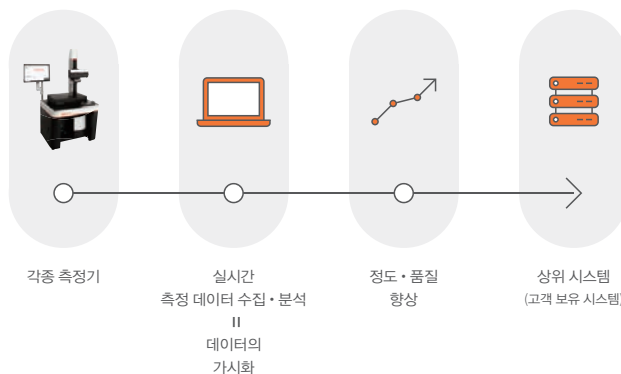 각종 측정기
실시간
측정 데이터 수집・분석
=
데이터의
가시화
정도・품질
향상
상위 시스템
(고객 보유 시스템)